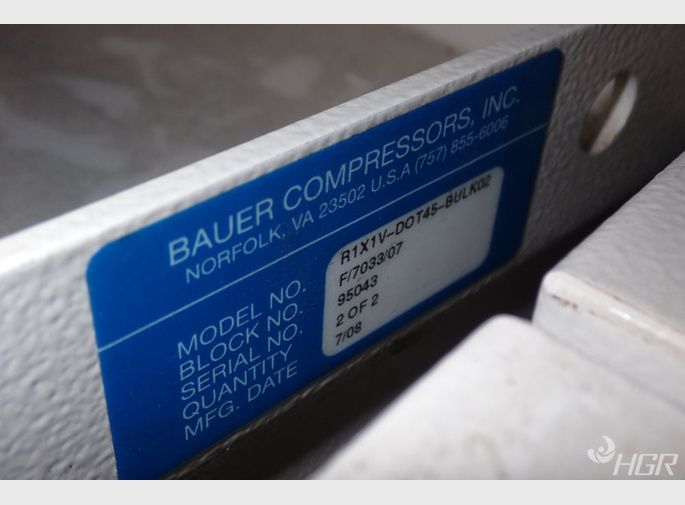 BAUER COMPRESSORS, INC.
NORFOLK, VA 23502 U.S.A (757) 855-6006
MODEL NO. R1X1V-DOT45-BULK02
BLOCK NO. F/7033/07
SERIAL NO. 95043
QUANTITY 2 OF 2
MFG. DATE 7/08
HGR